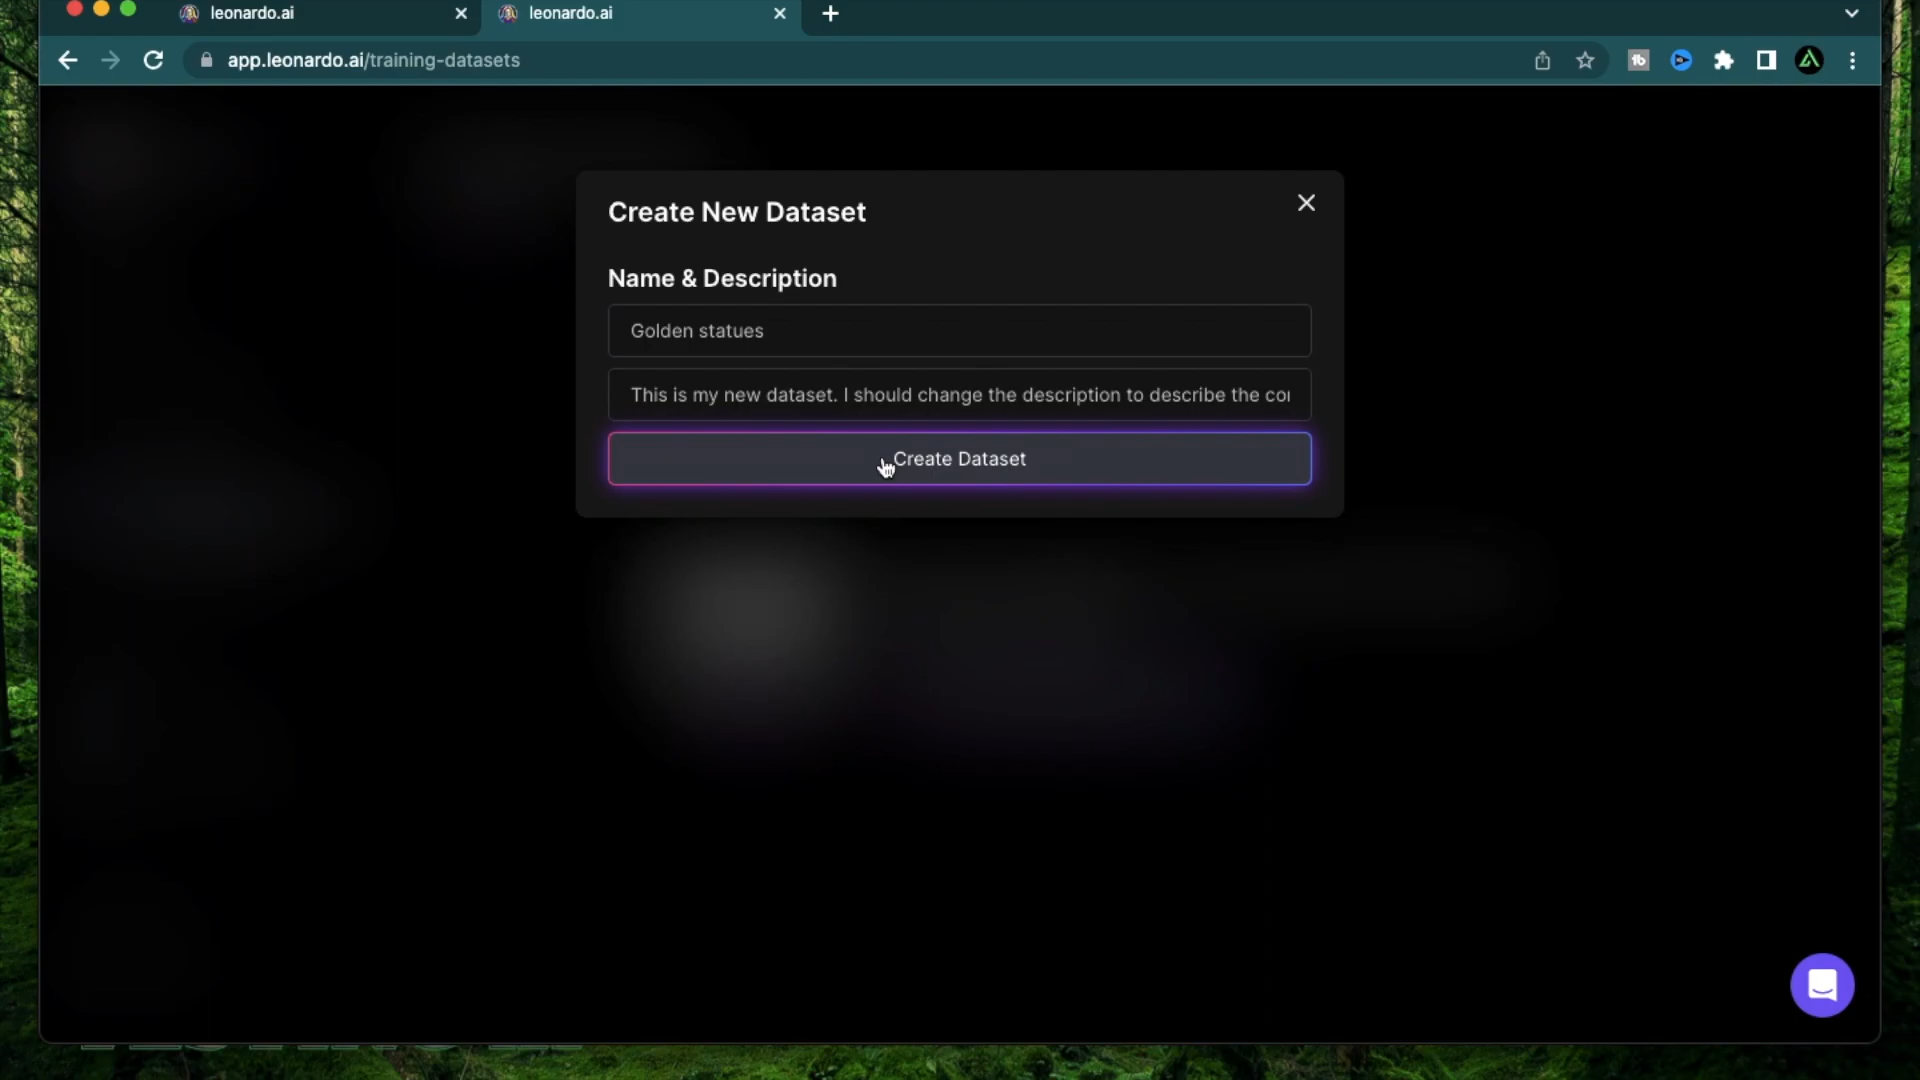 leonardo.ai
leonardo.ai
app.leonardo.ai/training-datasets
Create New Dataset
Name & Description
Golden statues
This is my new dataset. I should change the description to describe the
Create Dataset